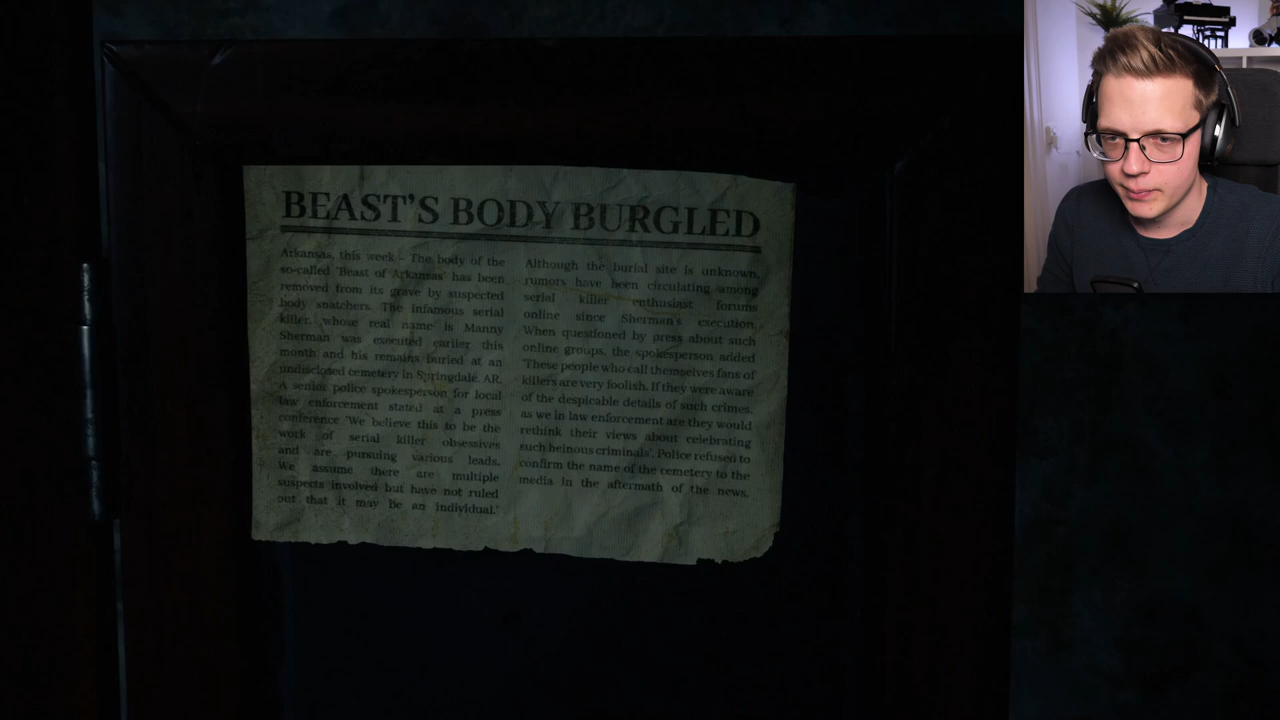 BEAST'S BODY BURGLED
Arkansas, this week - The body of the
so-called 'Beast of Arkansas' has been
removed from its grave by suspected
body snatchers. The infamous serial
killer, whose real name is Manny
Sherman was executed earlier this
month and his remains buried at an
undisclosed cemetery in Springdale, AR.
A senior police spokesperson for local
law enforcement stated at a press
conference 'We believe this to be the
work of serial killer obsessives
and are pursuing various leads.
We assume there are multiple
suspects involved but have not ruled
out that it may be an individual.'
Although the burial site is unknown,
rumors have been circulating among
serial killer enthusiast forums
online since Sherman's execution.
When questioned by press about such
online groups, the spokesperson added
'These people who call themselves fans of
killers are very foolish. If they were aware
of the despicable details of such crimes,
as we in law enforcement are they would
rethink their views about celebrating
such heinous criminals'. Police refused to
confirm the name of the cemetery to the
media in the aftermath of the news.